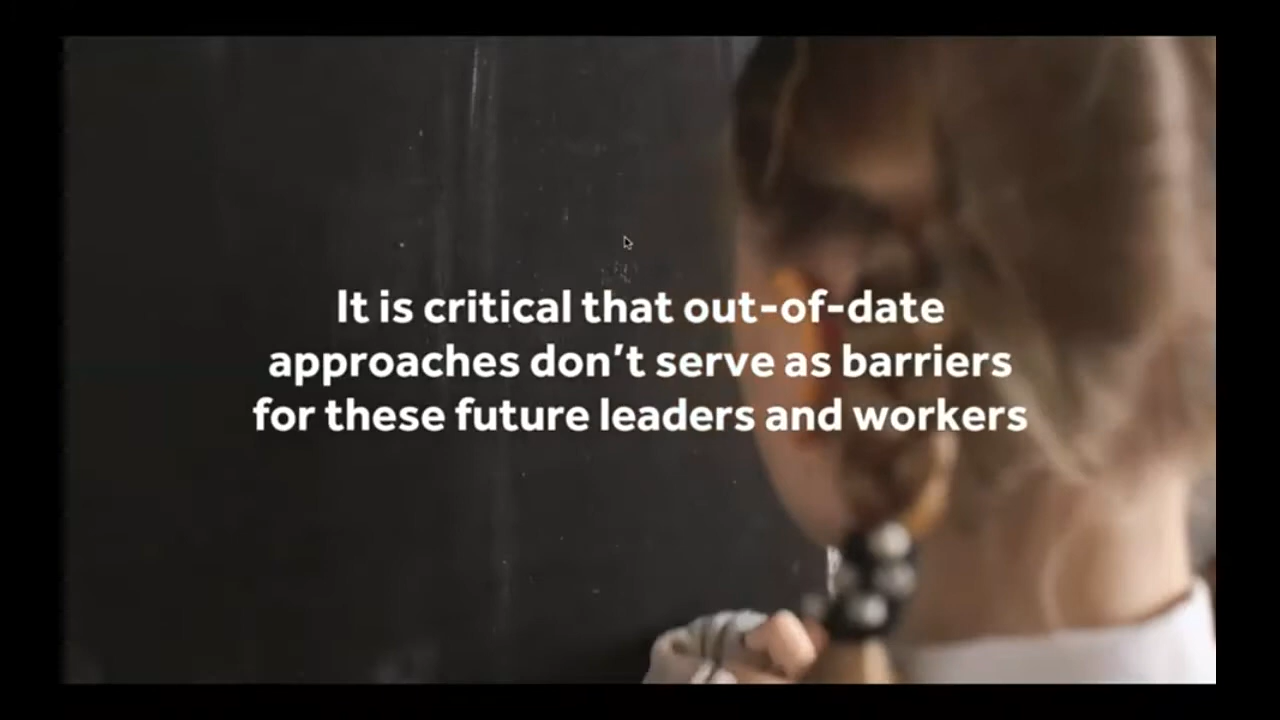 It is critical that out-of-date
approaches don't serve as barriers
for these future leaders and workers